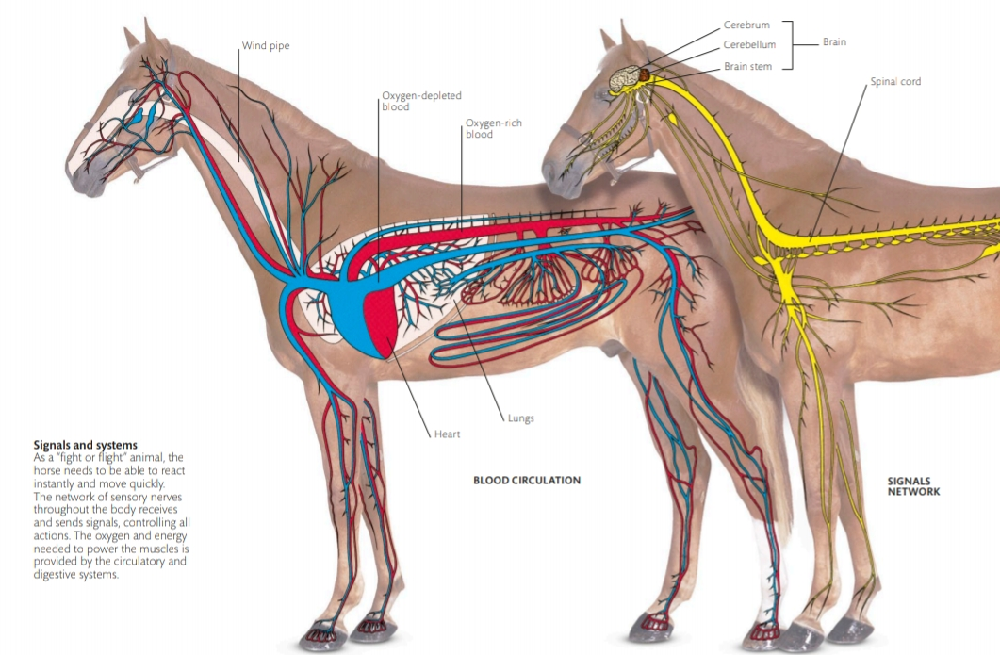 Cerebrum
Wind pipe
Cerebellum
Brain
Brain stem
Spinal cord
Oxygen-depleted
blood
Oxygen-rich
blood
Lungs
Heart
Signals and systems
As a "fight or flight" animal, the
horse needs to be able to react
instantly and move quickly.
The network of sensory nerves
throughout the body receives
and sends signals, controlling all
actions. The oxygen and energy
needed to power the muscles is
provided by the circulatory and
digestive systems.
BLOOD CIRCULATION
SIGNALS
NETWORK